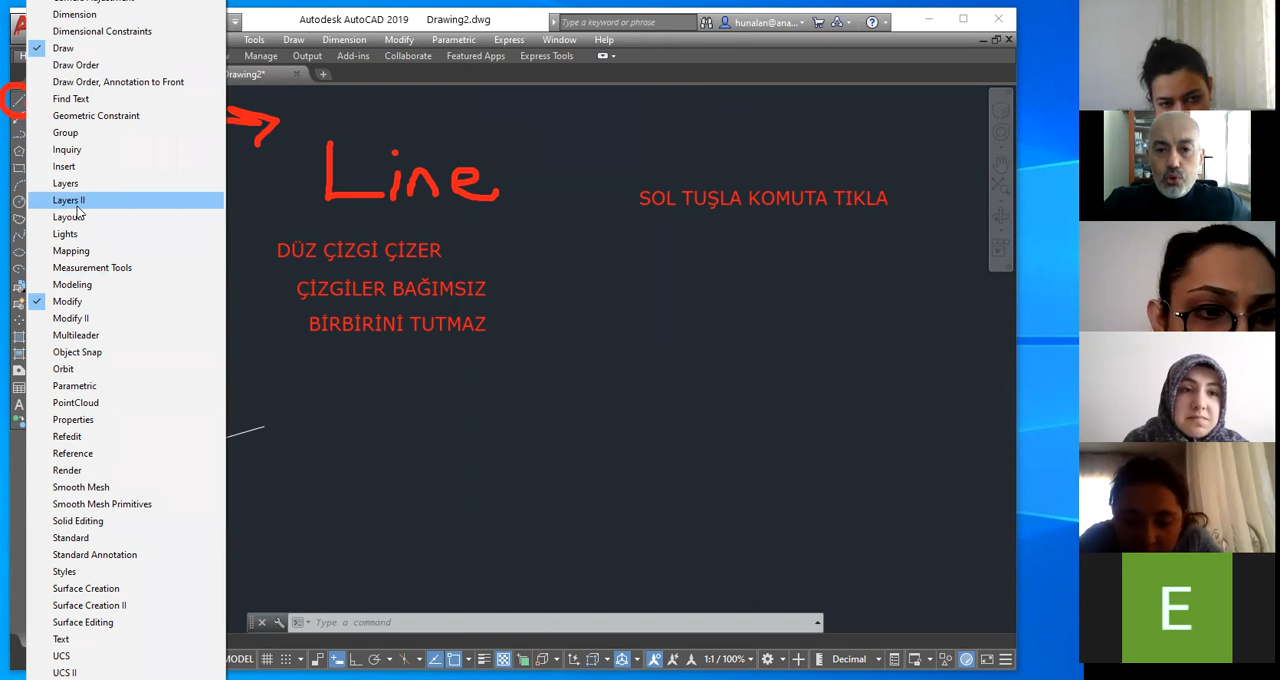 Dimension
Dimensional Constraints
Draw
Draw Order
Draw Order, Annotation to Front
Find Text
Geometric Constraint
Group
Inquiry
Insert
Layers
Layers II
Lights
Mapping
Measurement Tools
Modeling
Modify
Modify II
Multileader
Object Snap
Orbit
Parametric
PointCloud
Properties
Refedit
Reference
Render
Smooth Mesh
Smooth Mesh Primitives
Solid Editing
Standard
Standard Annotation
Styles
Surface Creation
Surface Creation II
Surface Editing
Text
UCS
UCS II
Autodesk AutoCAD 2019 Drawing2.dwg
Type a keyword or phrase
hunalan@ana...
Tools Draw Dimension Modify Parametric Express Window Help
Manage Output Add-ins Collaborate Featured Apps Express Tools
Line
SOL TUŞLA KOMUTA TIKLA
DÜZ ÇİZGİ ÇİZER
ÇİZGİLER BAĞIMSIZ
BİRBİRİNİ TUTMAZ
Type a command
MODEL 1:1 / 100% Decimal
E